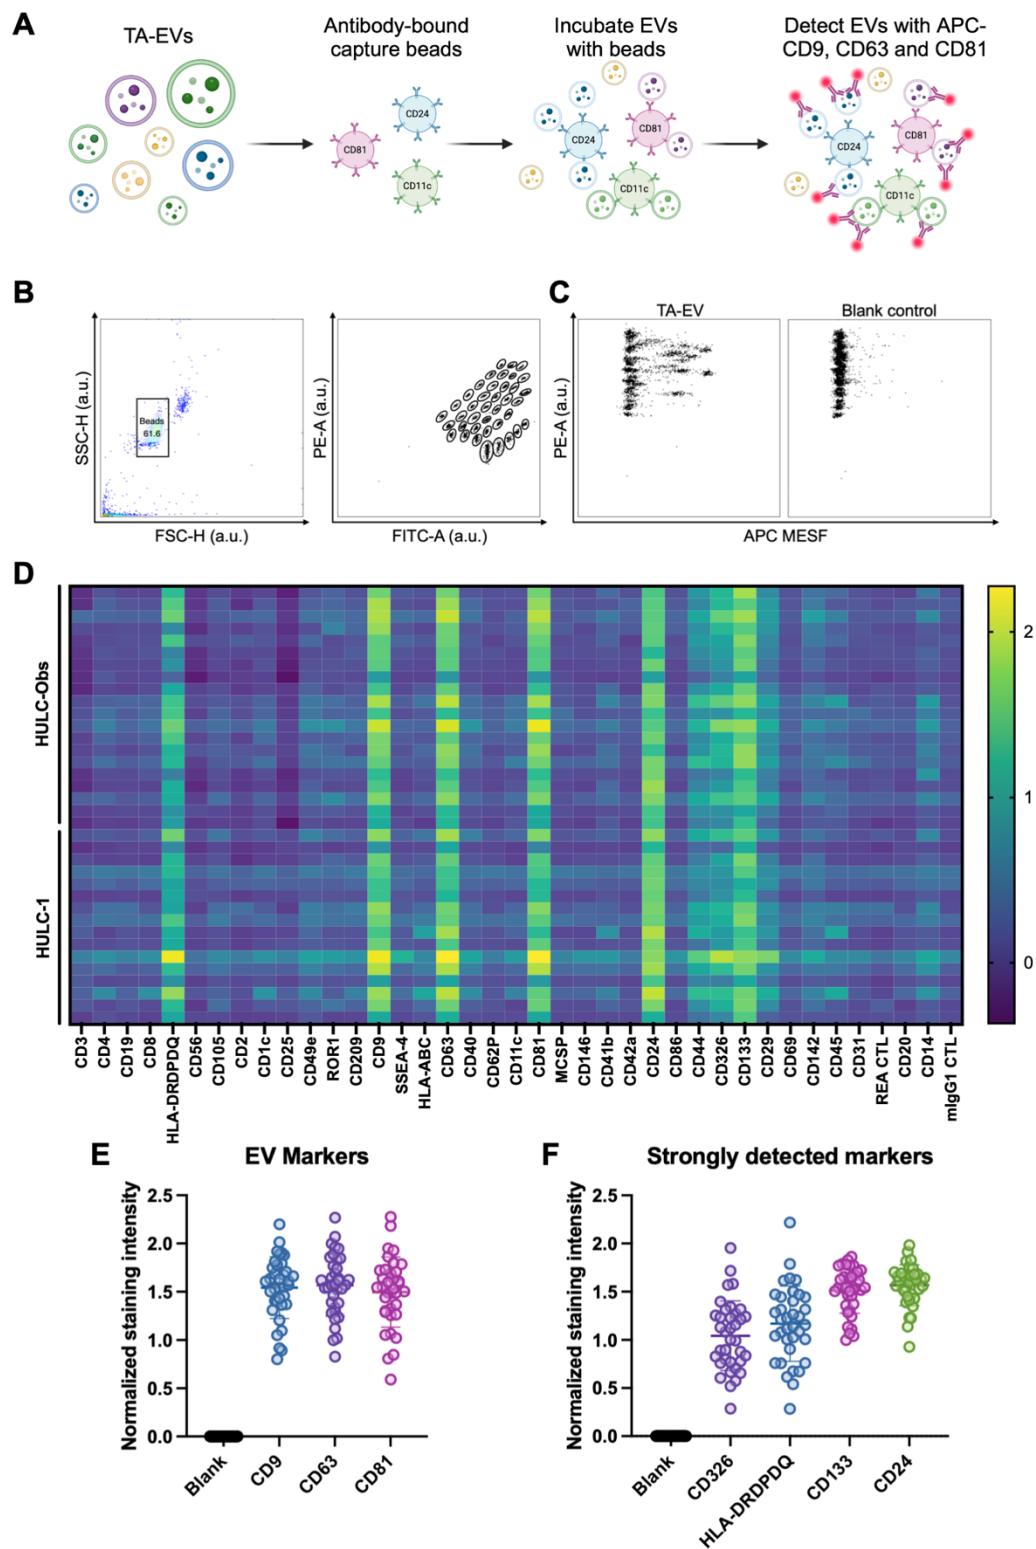 A
TA-EVs
Antibody-bound
capture beads
Incubate EVs
with beads
Detect EVs with APC-
CD9, CD63 and CD81
CD24
CD81
CD11c
CD24
CD81
CD11c
CD24
CD81
CD11c
B
SSC-H (a.u.)
Beads
61.6
FSC-H (a.u.)
PE-A (a.u.)
FITC-A (a.u.)
C
TA-EV
Blank control
PE-A (a.u.)
APC MESF
D
HULC-Obs
HULC-1
2
1
0
CD3
CD4
CD19
CD8
HLA-DRDPDQ
CD56
CD105
CD2
CD1c
CD25
CD49e
ROR1
CD209
CD9
SSEA-4
HLA-ABC
CD63
CD40
CD62P
CD11c
CD81
MCSP
CD146
CD41b
CD42a
CD24
CD86
CD44
CD326
CD133
CD29
CD69
CD142
CD45
CD31
REA CTL
CD20
CD14
mIgG1 CTL
E
EV Markers
Normalized staining intensity
2.5
2.0
1.5
1.0
0.5
0.0
Blank
CD9
CD63
CD81
F
Strongly detected markers
Normalized staining intensity
2.5
2.0
1.5
1.0
0.5
0.0
Blank
CD326
HLA-DRDPDQ
CD133
CD24